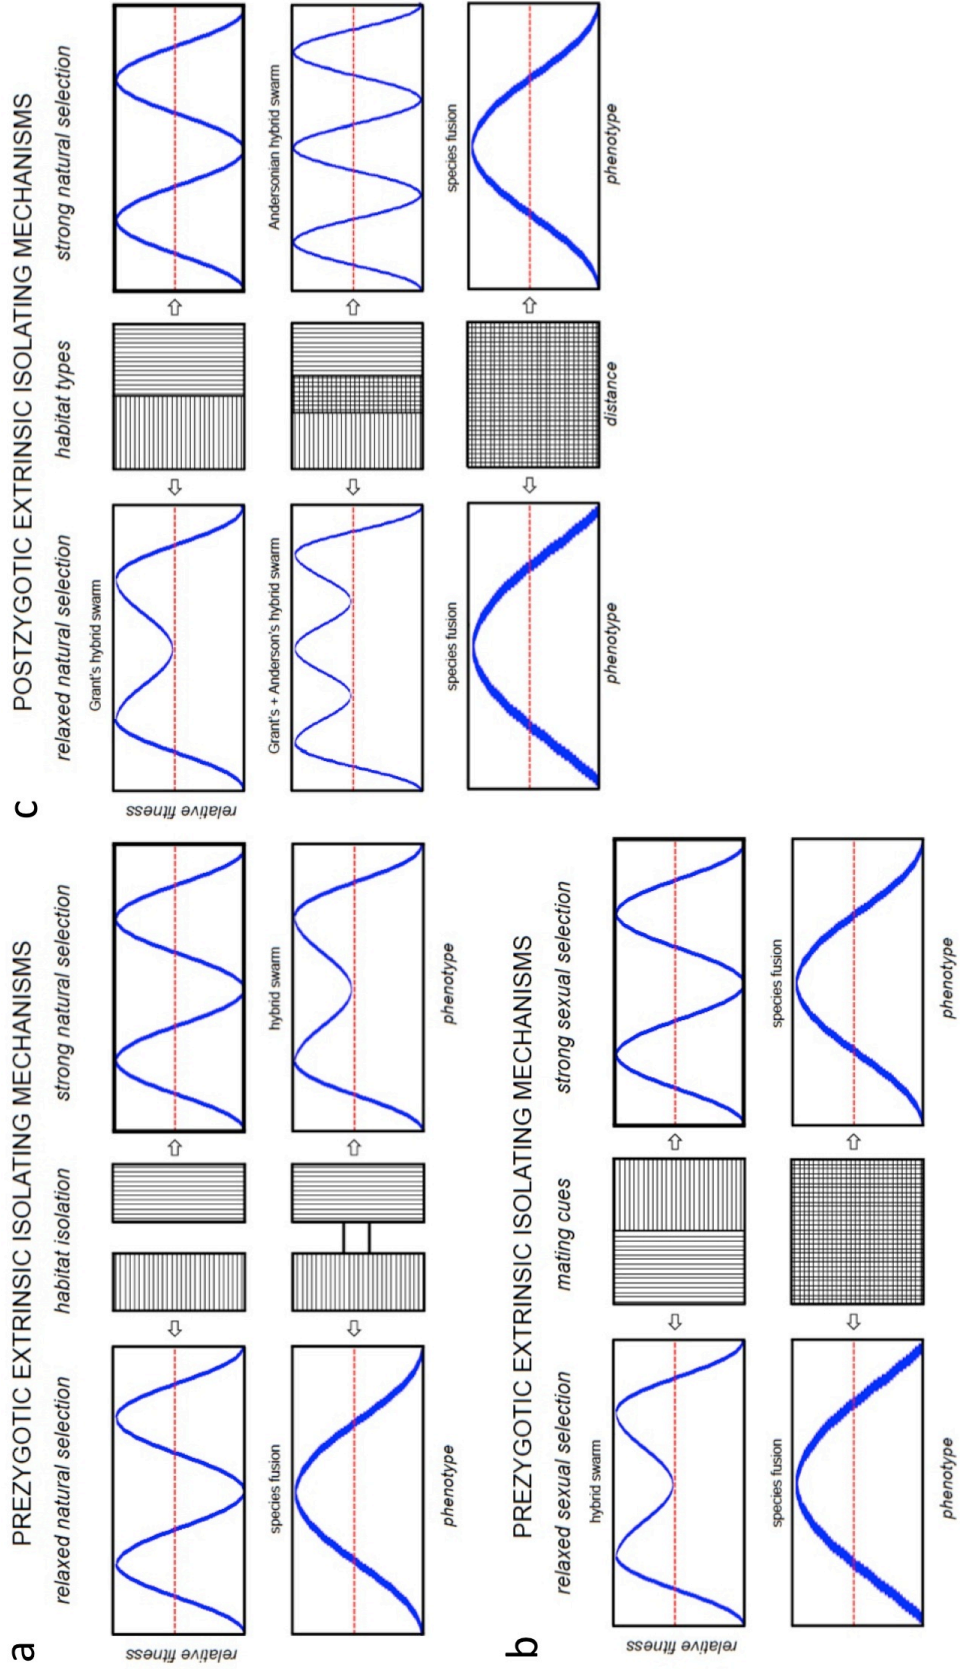 a
PREZYGOTIC EXTRINSIC ISOLATING MECHANISMS
relaxed natural selection
habitat isolation
strong natural selection
relative fitness
species fusion
hybrid swarm
phenotype
phenotype
b
PREZYGOTIC EXTRINSIC ISOLATING MECHANISMS
relaxed sexual selection
mating cues
strong sexual selection
hybrid swarm
relative fitness
species fusion
species fusion
phenotype
phenotype
c
POSTZYGOTIC EXTRINSIC ISOLATING MECHANISMS
relaxed natural selection
habitat types
strong natural selection
Grant's hybrid swarm
relative fitness
Grant's + Anderson's hybrid swarm
Andersonian hybrid swarm
species fusion
species fusion
phenotype
distance
phenotype